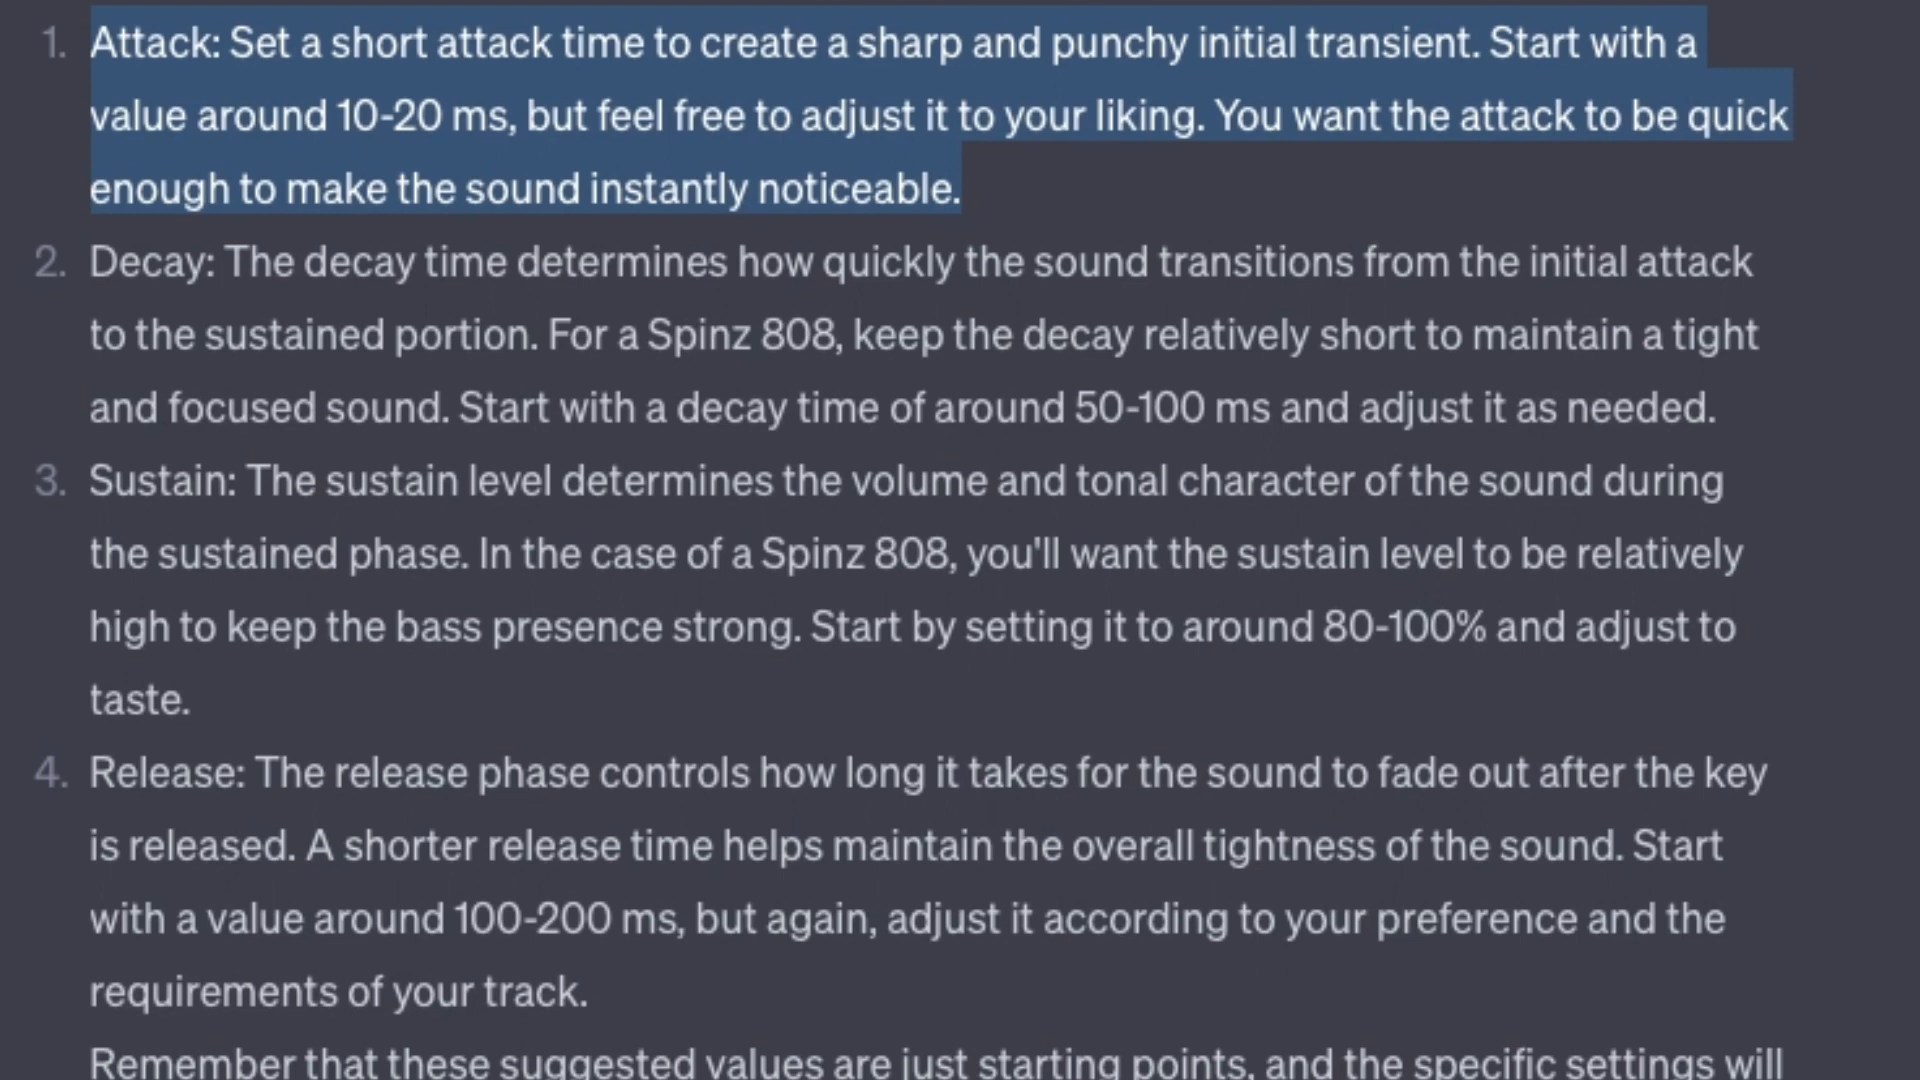 1. Attack: Set a short attack time to create a sharp and punchy initial transient. Start with a
value around 10-20 ms, but feel free to adjust it to your liking. You want the attack to be quick
enough to make the sound instantly noticeable.
2. Decay: The decay time determines how quickly the sound transitions from the initial attack
to the sustained portion. For a Spinz 808, keep the decay relatively short to maintain a tight
and focused sound. Start with a decay time of around 50-100 ms and adjust it as needed.
3. Sustain: The sustain level determines the volume and tonal character of the sound during
the sustained phase. In the case of a Spinz 808, you'll want the sustain level to be relatively
high to keep the bass presence strong. Start by setting it to around 80-100% and adjust to
taste.
4. Release: The release phase controls how long it takes for the sound to fade out after the key
is released. A shorter release time helps maintain the overall tightness of the sound. Start
with a value around 100-200 ms, but again, adjust it according to your preference and the
requirements of your track.
Remember that these suggested values are just starting points, and the specific settings will